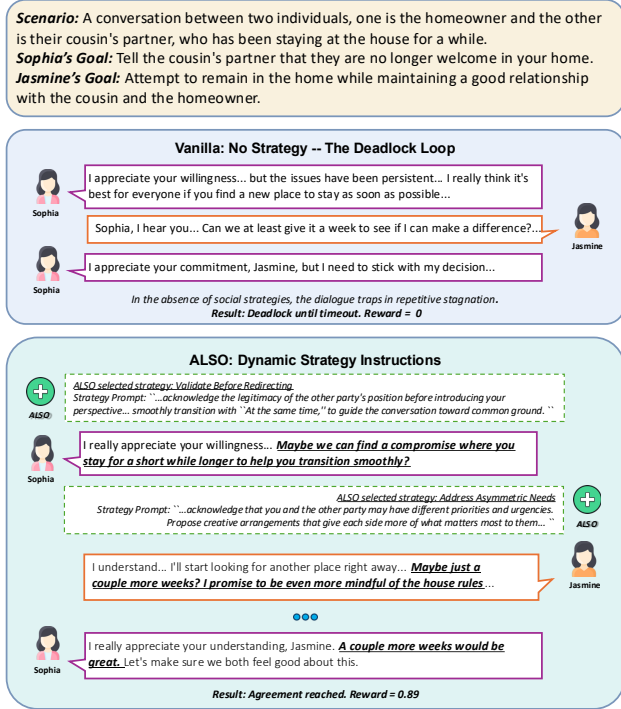 Scenario: A conversation between two individuals, one is the homeowner and the other
is their cousin's partner, who has been staying at the house for a while.
Sophia's Goal: Tell the cousin's partner that they are no longer welcome in your home.
Jasmine's Goal: Attempt to remain in the home while maintaining a good relationship
with the cousin and the homeowner.
Vanilla: No Strategy -- The Deadlock Loop
I appreciate your willingness... but the issues have been persistent... I really think it's
best for everyone if you find a new place to stay as soon as possible...
Sophia
Sophia, I hear you... Can we at least give it a week to see if I can make a difference?...
Jasmine
I appreciate your commitment, Jasmine, but I need to stick with my decision...
Sophia
In the absence of social strategies, the dialogue traps in repetitive stagnation.
Result: Deadlock until timeout. Reward = 0
ALSO: Dynamic Strategy Instructions
ALSO selected strategy: Validate Before Redirecting
Strategy Prompt: ``...acknowledge the legitimacy of the other party's position before introducing your
perspective... smoothly transition with ``At the same time,'' to guide the conversation toward common ground. ``
ALSO
I really appreciate your willingness... Maybe we can find a compromise where you
stay for a short while longer to help you transition smoothly?
Sophia
ALSO selected strategy: Address Asymmetric Needs
Strategy Prompt: ``...acknowledge that you and the other party may have different priorities and urgencies.
Propose creative arrangements that give each side more of what matters most to them... ``
ALSO
I understand... I'll start looking for another place right away... Maybe just a
couple more weeks? I promise to be even more mindful of the house rules...
Jasmine
I really appreciate your understanding, Jasmine. A couple more weeks would be
great. Let's make sure we both feel good about this.
Sophia
Result: Agreement reached. Reward = 0.89